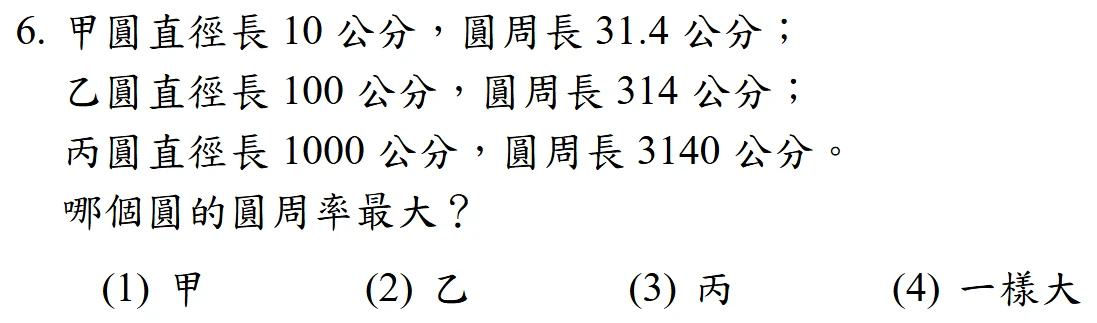 6. 甲圓直徑長 10 公分，圓周長 31.4 公分；
乙圓直徑長 100 公分，圓周長 314 公分；
丙圓直徑長 1000 公分，圓周長 3140 公分。
哪個圓的圓周率最大？
(1) 甲 (2) 乙 (3) 丙 (4) 一樣大